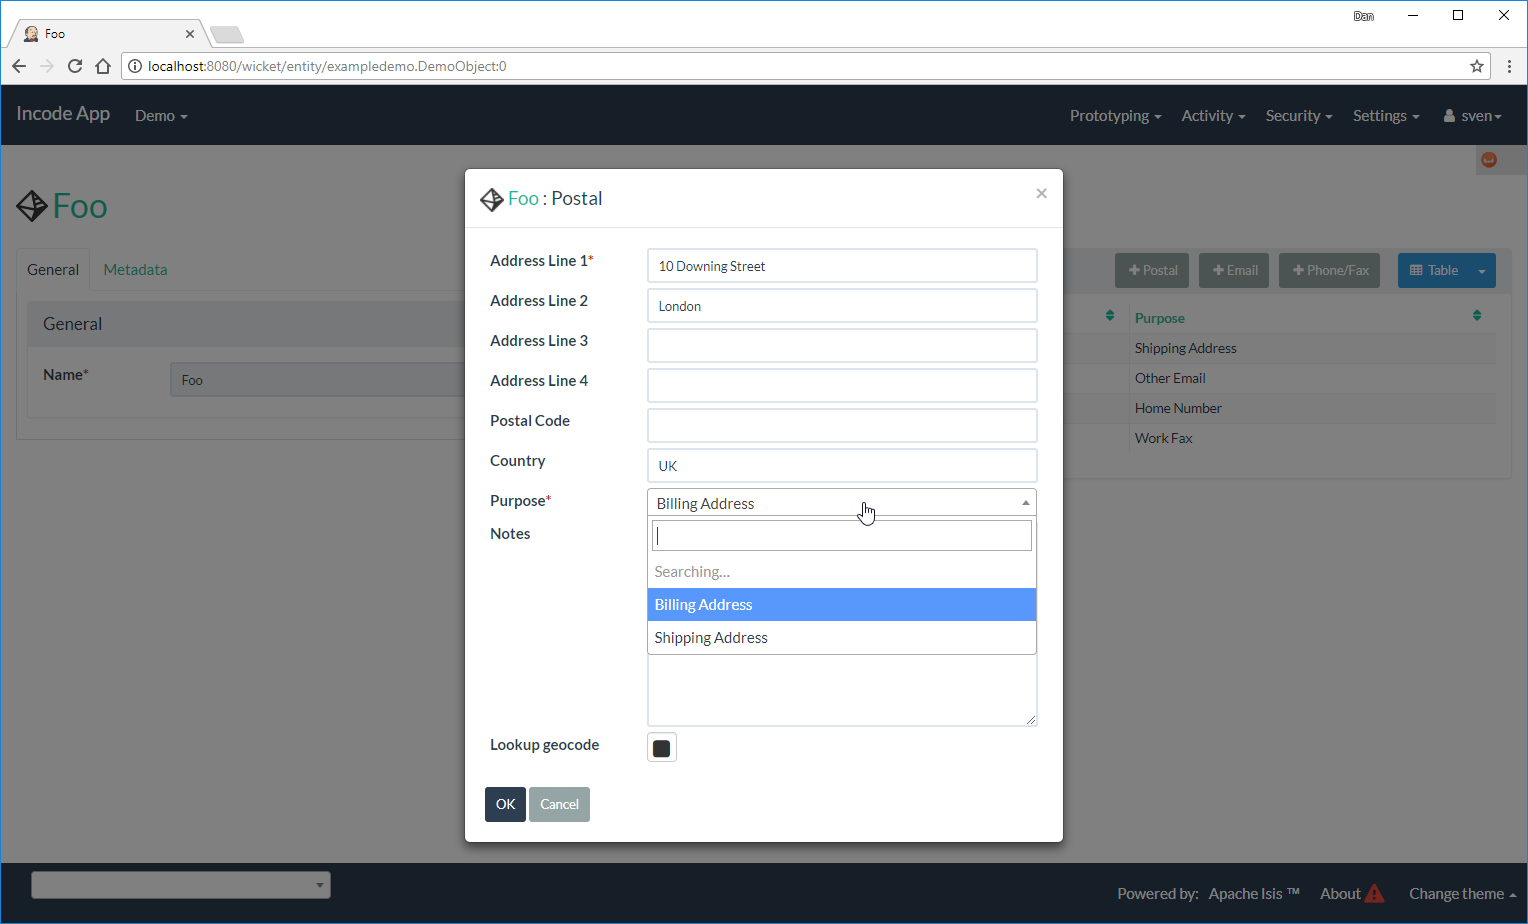 Dan
Foo
localhost:8080/wicket/entity/exampledemo.DemoObject:0
Incode App Demo Prototyping Activity Security Settings sven
Foo
General Metadata
General
Name* Foo
Postal Email Phone/Fax Table
Purpose
Shipping Address
Other Email
Home Number
Work Fax
Foo : Postal ×
Address Line 1* 10 Downing Street
Address Line 2 London
Address Line 3
Address Line 4
Postal Code
Country UK
Purpose* Billing Address
Notes
Searching...
Billing Address
Shipping Address
Lookup geocode
OK Cancel
Powered by: Apache Isis ™ About Change theme